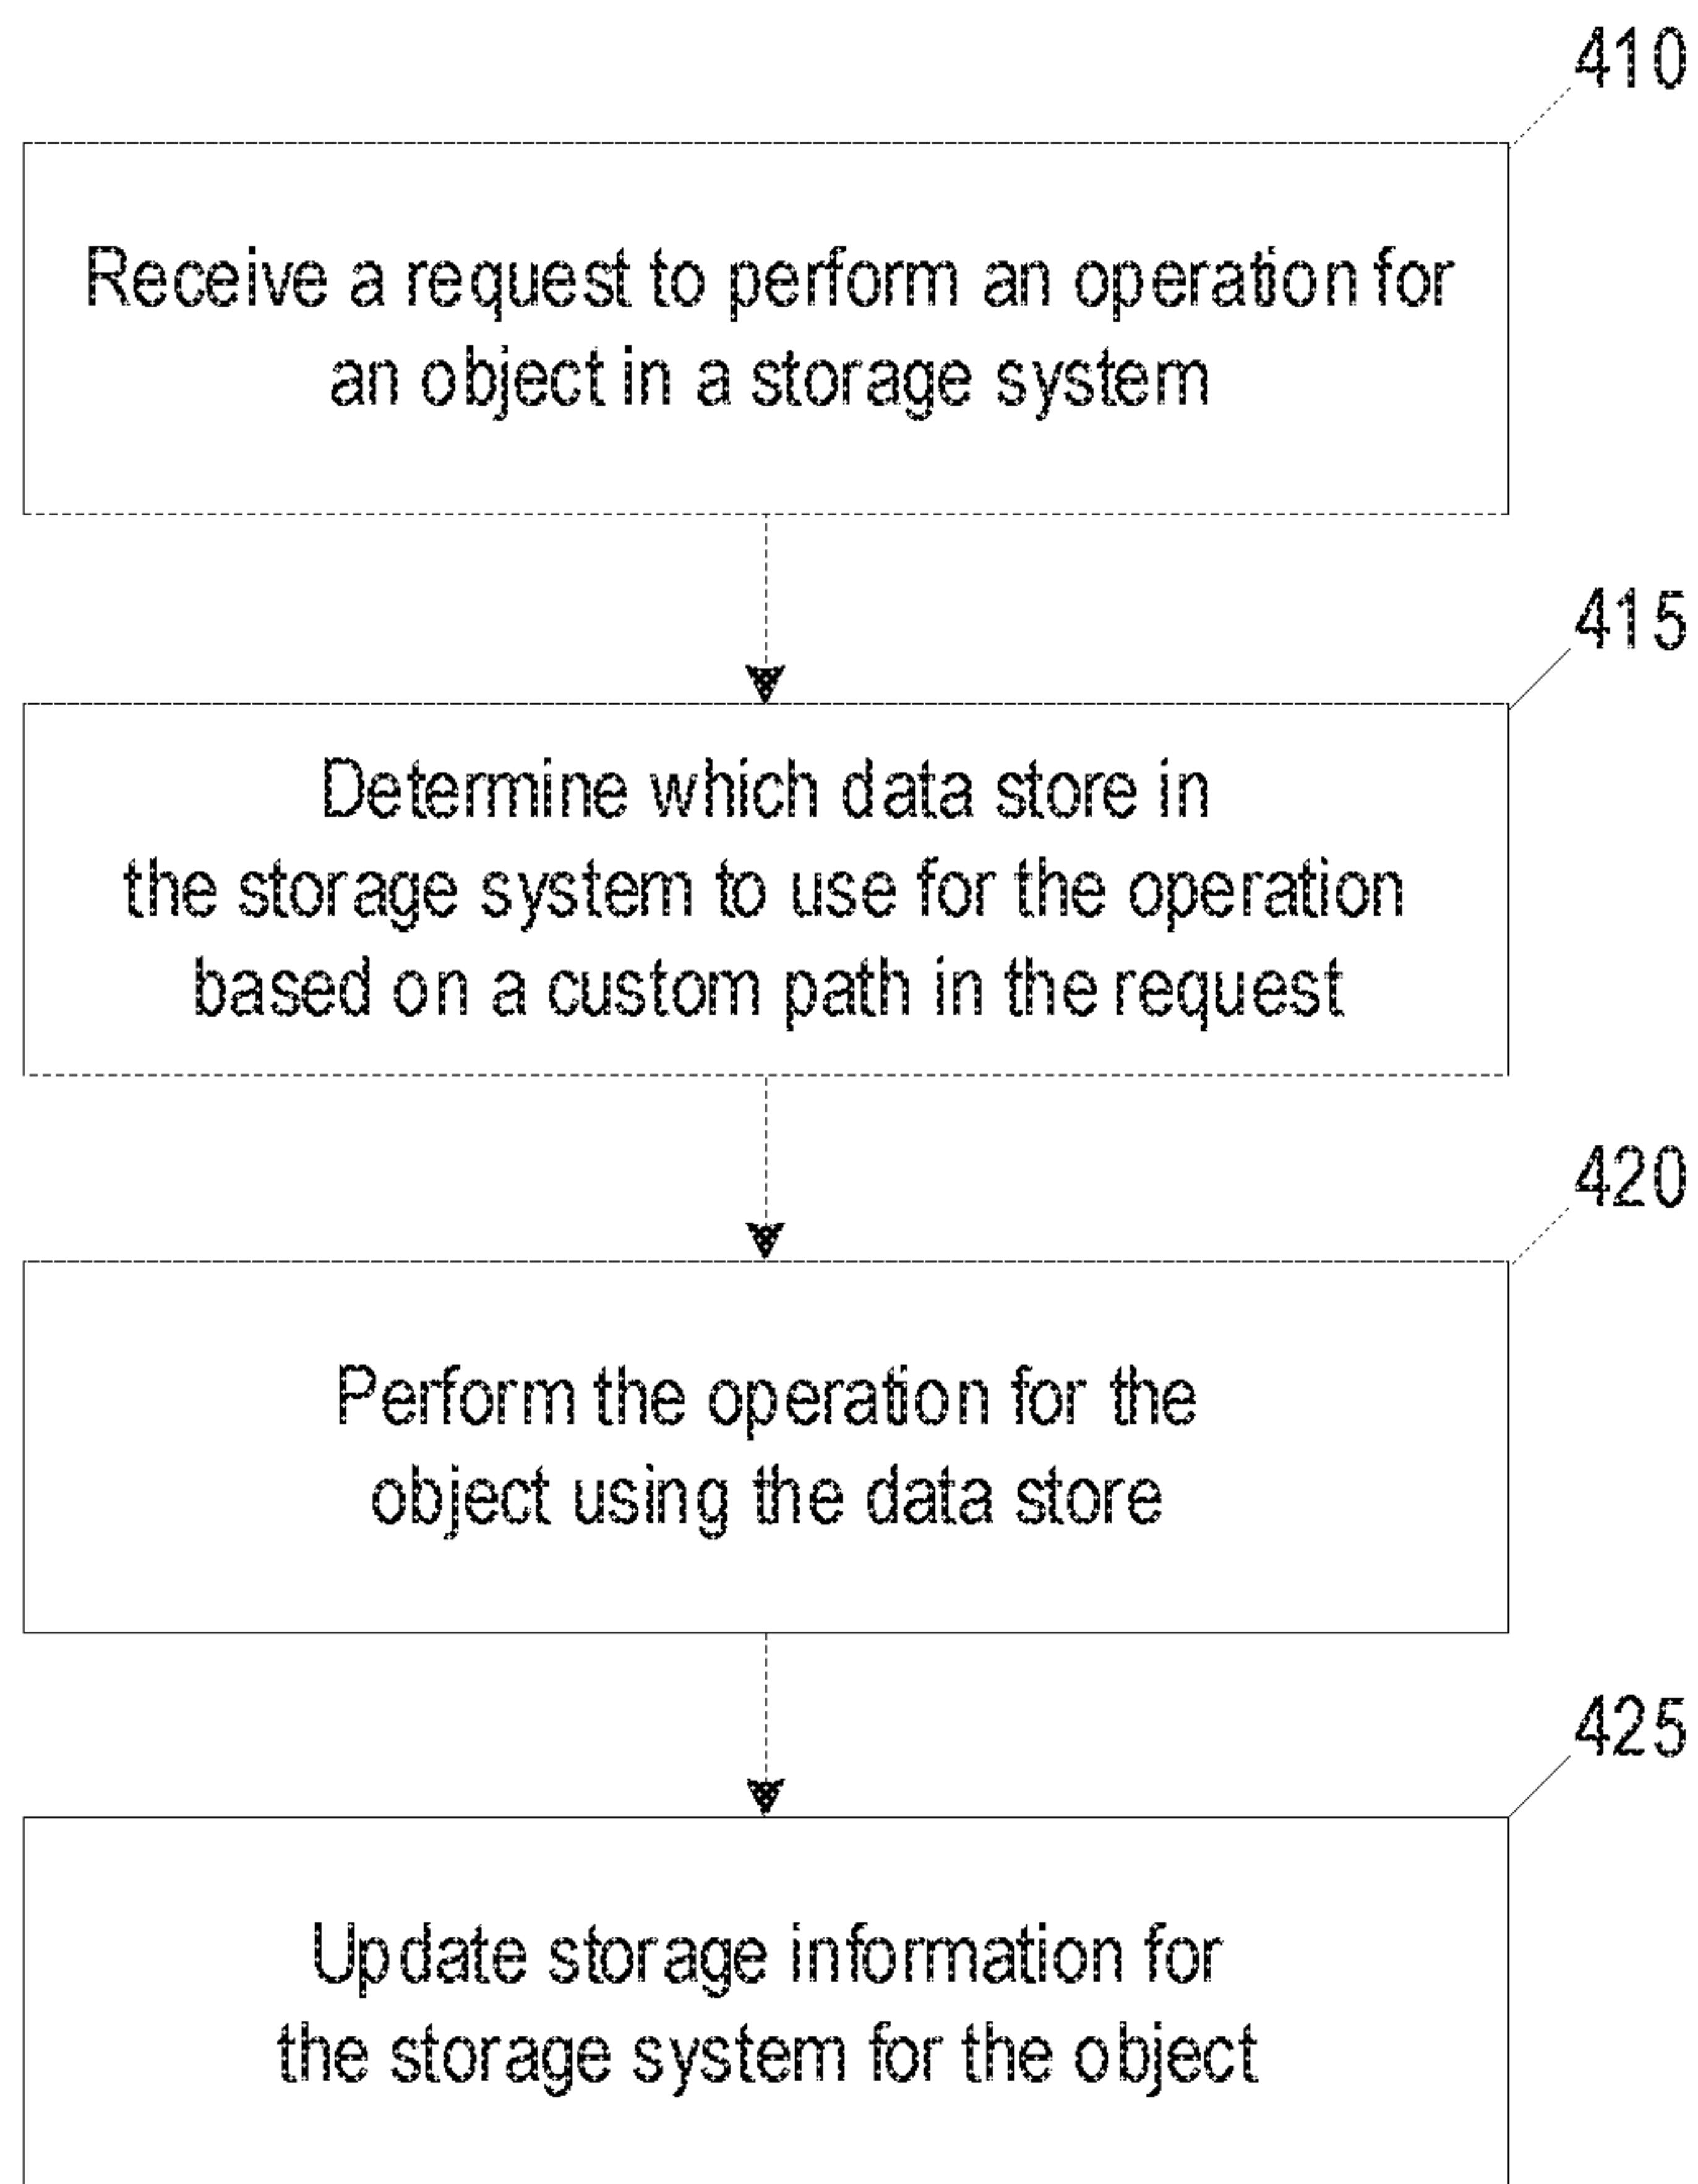 410
Receive a request to perform an operation for
an object in a storage system
415
Determine which data store in
the storage system to use for the operation
based on a custom path in the request
420
Perform the operation for the
object using the data store
425
Update storage information for
the storage system for the object